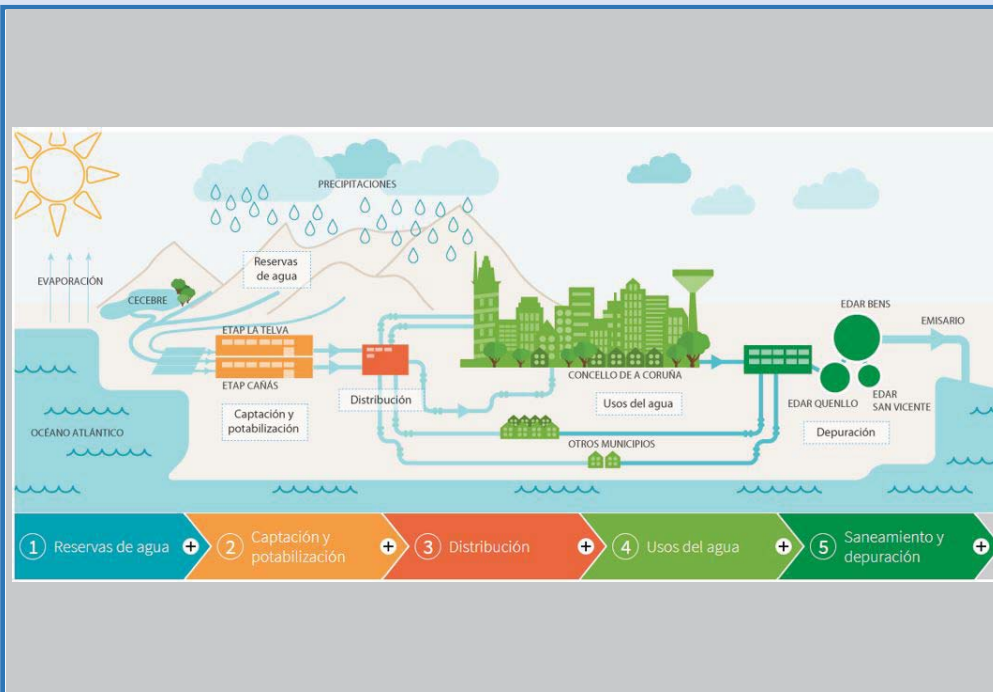 PRECIPITACIONES
Reservas
de agua
EVAPORACIÓN
CECEBRE
EDAR BENS
EMISARIO
ETAP LA TELVA
ETAP CAÑÁS
CONCELLO DE A CORUÑA
Distribución
Usos del agua
EDAR QUENLLO
EDAR
SAN VICENTE
Captación y
potabilización
OCÉANO ATLÁNTICO
OTROS MUNICIPIOS
Depuración
1 Reservas de agua +
2 Captación y
potabilización +
3 Distribución +
4 Usos del agua +
5 Saneamiento y
depuración +